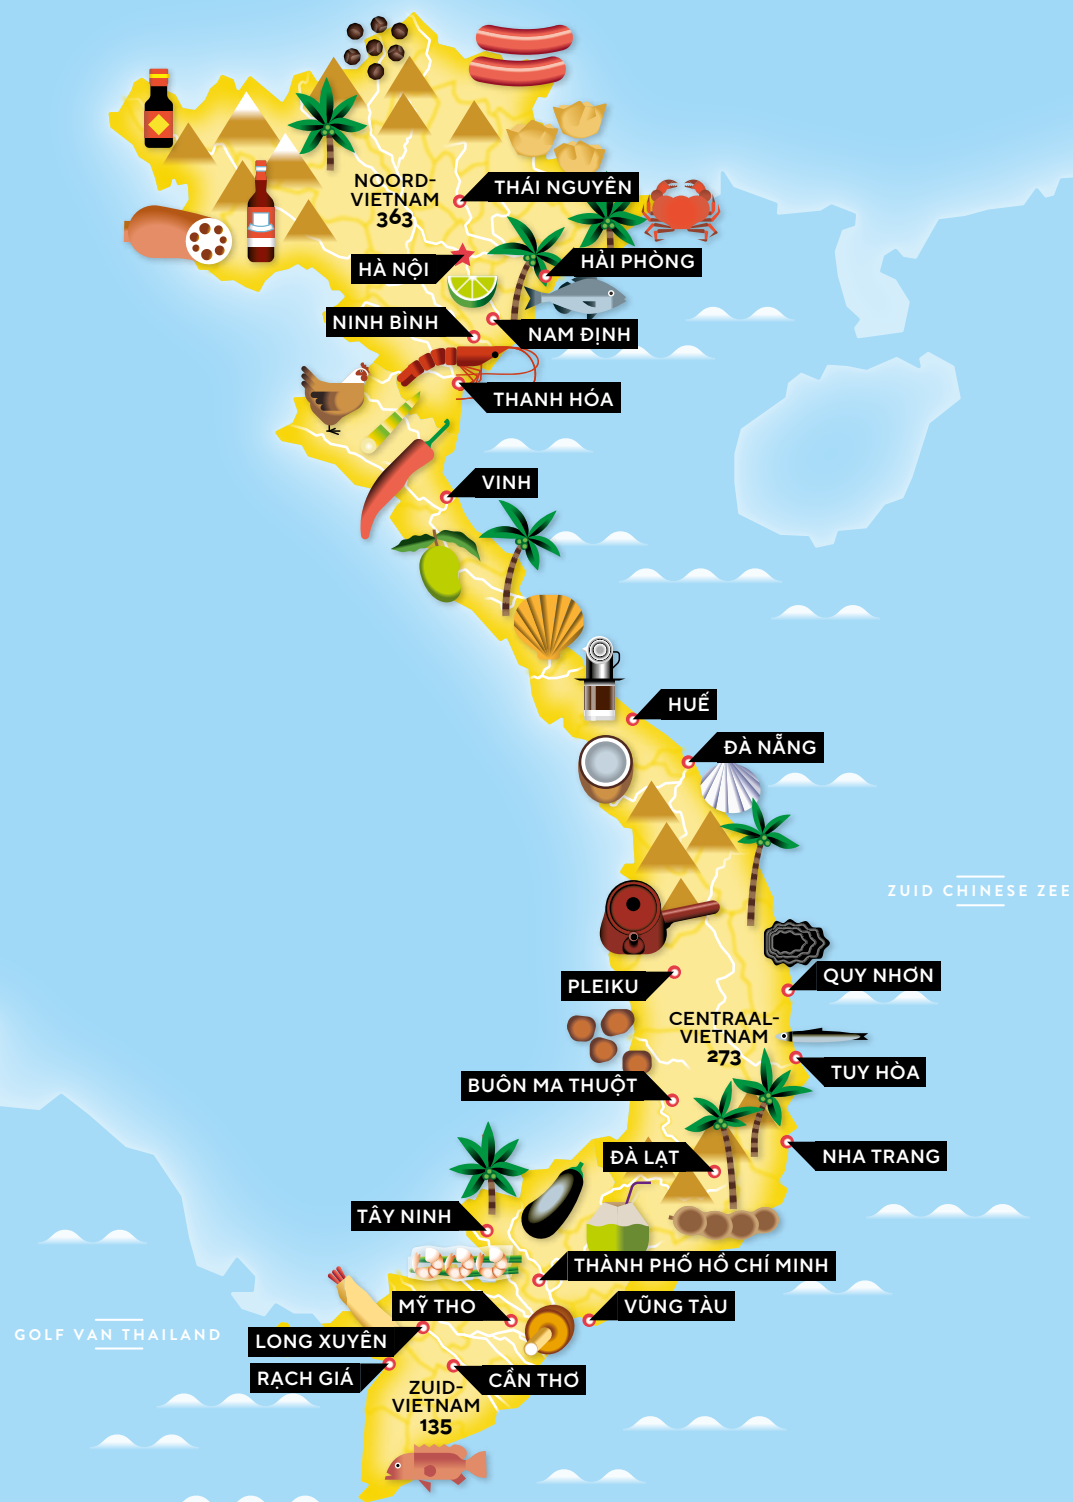 NOORD-
VIETNAM
363
THÁI NGUYÊN
HÀ NỘI
HẢI PHÒNG
NINH BÌNH
NAM ĐỊNH
THANH HÓA
VINH
HUẾ
ĐÀ NẴNG
ZUID CHINESE ZEE
PLEIKU
QUY NHƠN
CENTRAAL-
VIETNAM
273
TUY HÒA
BUÔN MA THUỘT
NHA TRANG
ĐÀ LẠT
TÂY NINH
THÀNH PHỐ HỒ CHÍ MINH
MỸ THO
VŨNG TÀU
GOLF VAN THAILAND
LONG XUYÊN
RẠCH GIÁ
CẦN THƠ
ZUID-
VIETNAM
135